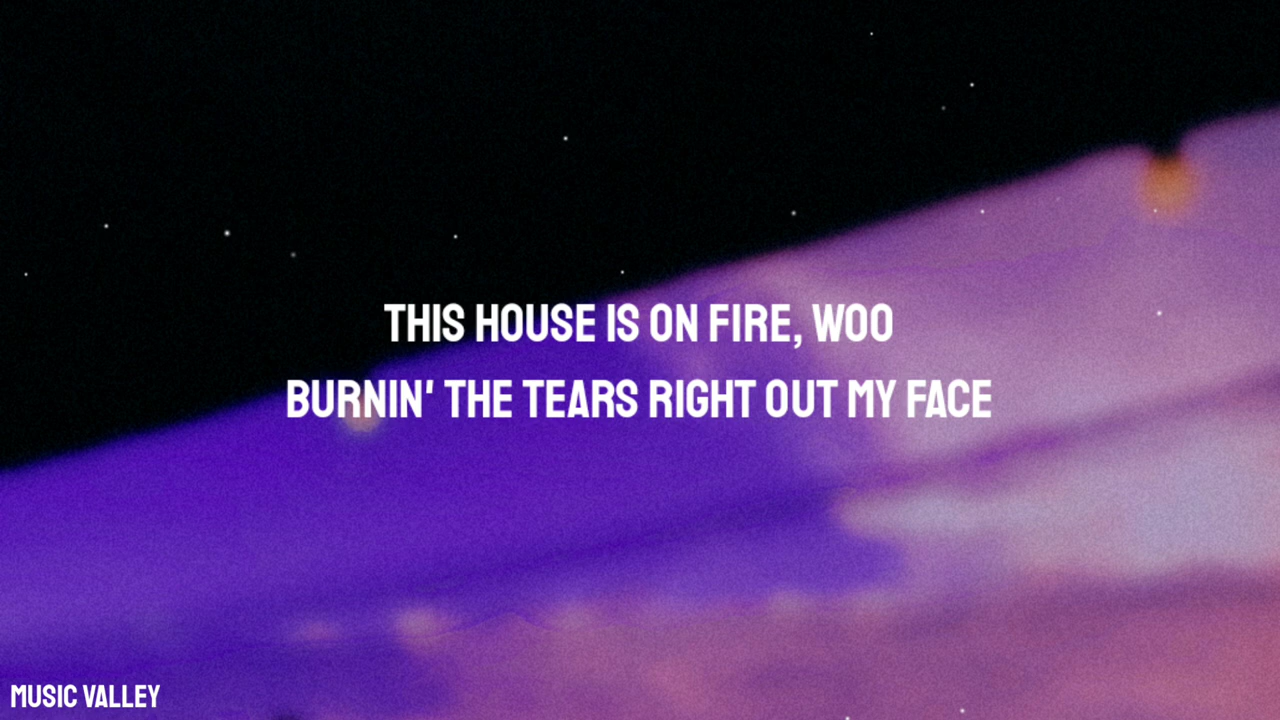 THIS HOUSE IS ON FIRE, WOO
BURNIN' THE TEARS RIGHT OUT MY FACE
MUSIC VALLEY